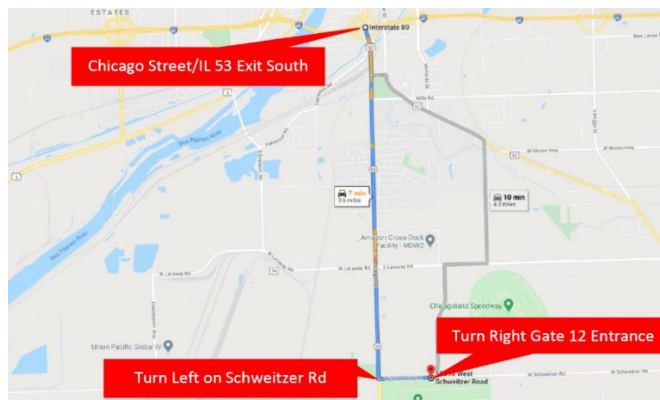 ESTATES
Interstate 80
Chicago Street/IL 53 Exit South
Mills Rd
Des Plaines River
7 min
3.6 miles
10 min
4.2 miles
Amazon Cross-Dock
Facility - MDW2
W Laraway Rd
Chicagoland Speedway
Turn Right Gate 12 Entrance
Union Pacific Global IV
West
Schweitzer Road
W Schweitzer Rd
Turn Left on Schweitzer Rd